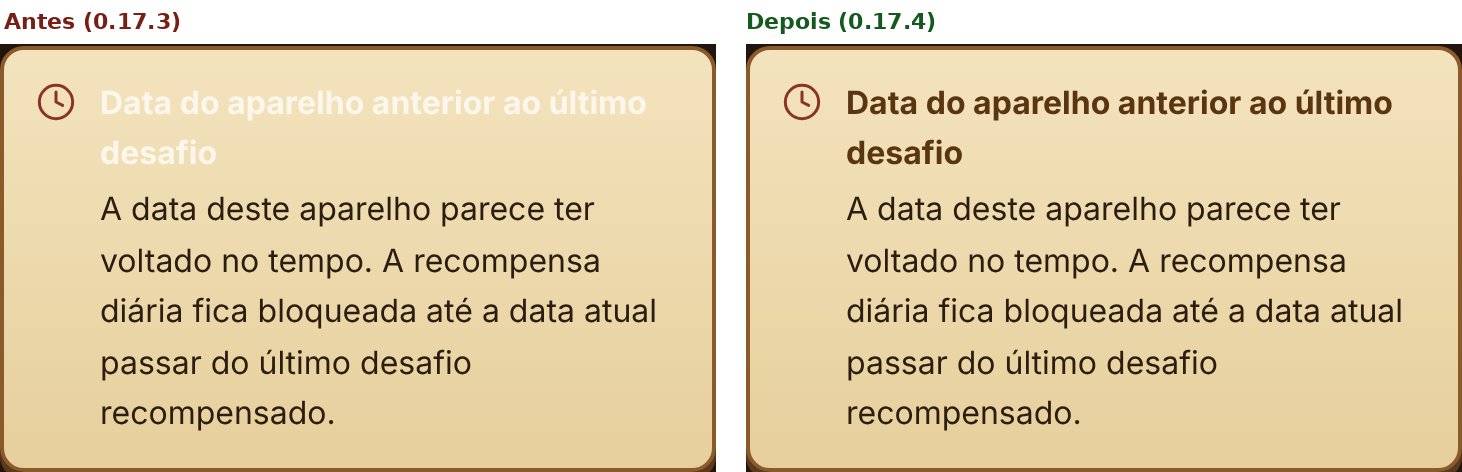 Antes (0.17.3)
Data do aparelho anterior ao último
desafio
A data deste aparelho parece ter
voltado no tempo. A recompensa
diária fica bloqueada até a data atual
passar do último desafio
recompensado.
Depois (0.17.4)
Data do aparelho anterior ao último
desafio
A data deste aparelho parece ter
voltado no tempo. A recompensa
diária fica bloqueada até a data atual
passar do último desafio
recompensado.